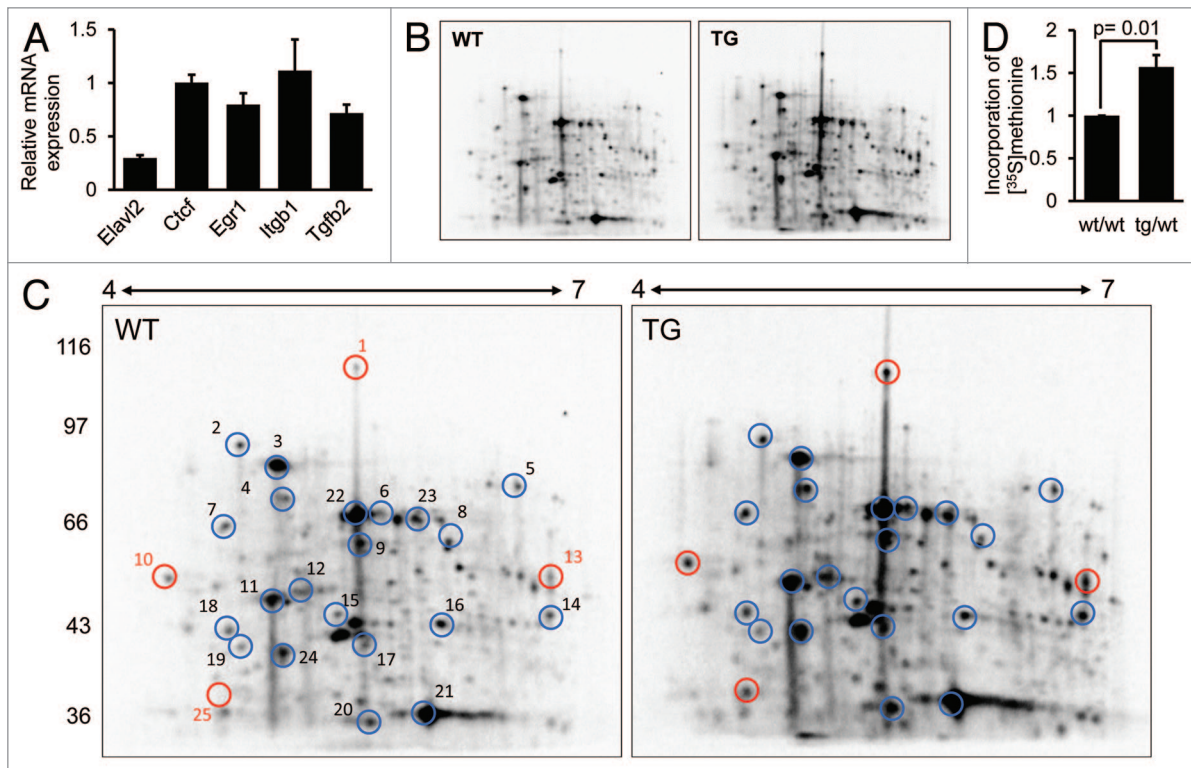 A
Relative mRNA
expression
1.5
1
0.5
0
Elavl2
Ctcf
Egr1
Itgb1
Tgfb2
B
WT
TG
D
Incorporation of
[³⁵S]methionine
p= 0.01
2
1.5
1
0.5
0
wt/wt
tg/wt
C
4
7
4
7
WT
TG
116
97
66
43
36
1
2
3
4
5
22
6
23
7
8
9
10
13
12
11
15
16
14
18
19
24
17
25
20
21